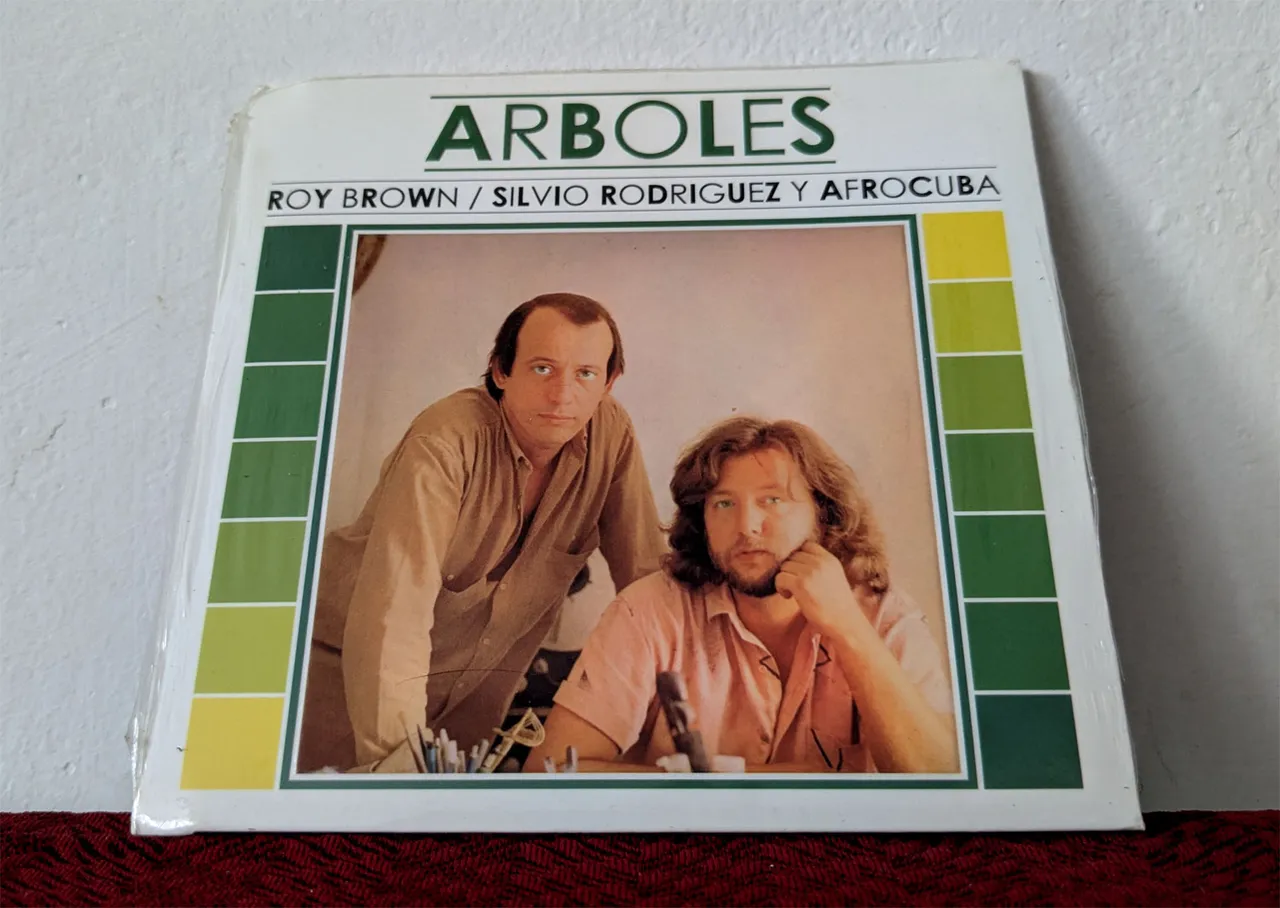 ARBOLES
ROY BROWN / SILVIO RODRIGUEZ Y AFROCUBA